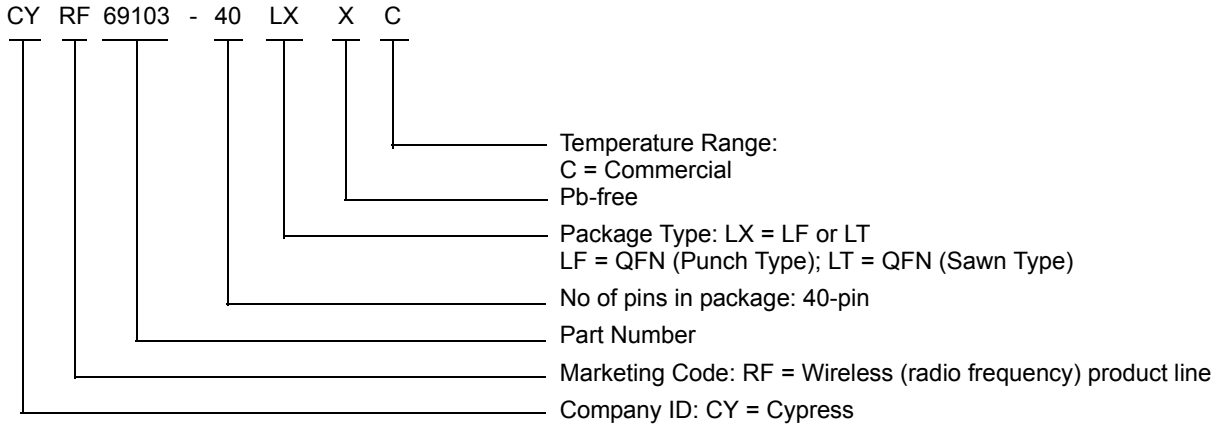 CY RF 69103 - 40 LX X C
Temperature Range:
C = Commercial
Pb-free
Package Type: LX = LF or LT
LF = QFN (Punch Type); LT = QFN (Sawn Type)
No of pins in package: 40-pin
Part Number
Marketing Code: RF = Wireless (radio frequency) product line
Company ID: CY = Cypress